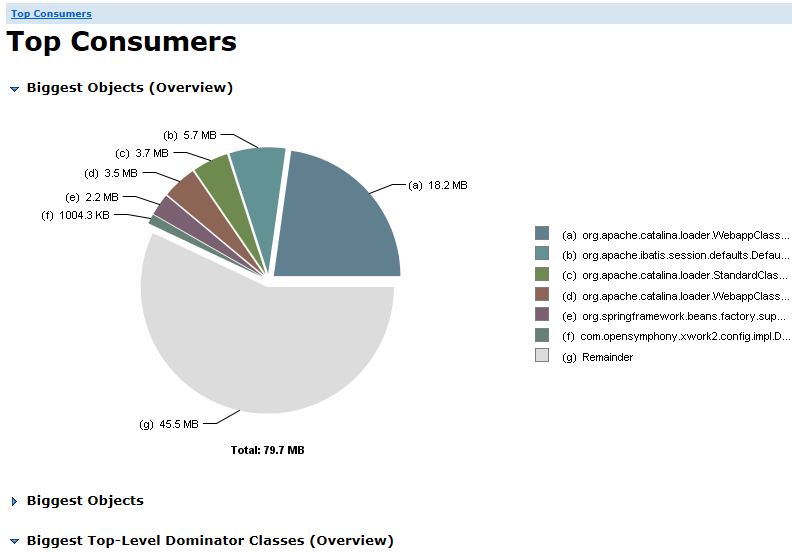 Top Consumers
Top Consumers
Biggest Objects (Overview)
(b) 5.7 MB
(c) 3.7 MB
(d) 3.5 MB
(a) 18.2 MB
(e) 2.2 MB
(f) 1004.3 KB
(a) org.apache.catalina.loader.WebappClass...
(b) org.apache.ibatis.session.defaults.Defau...
(c) org.apache.catalina.loader.StandardClas...
(d) org.apache.catalina.loader.WebappClass...
(e) org.springframework.beans.factory.sup...
(f) com.opensymphony.xwork2.config.impl.D...
(g) Remainder
(g) 45.5 MB
Total: 79.7 MB
Biggest Objects
Biggest Top-Level Dominator Classes (Overview)